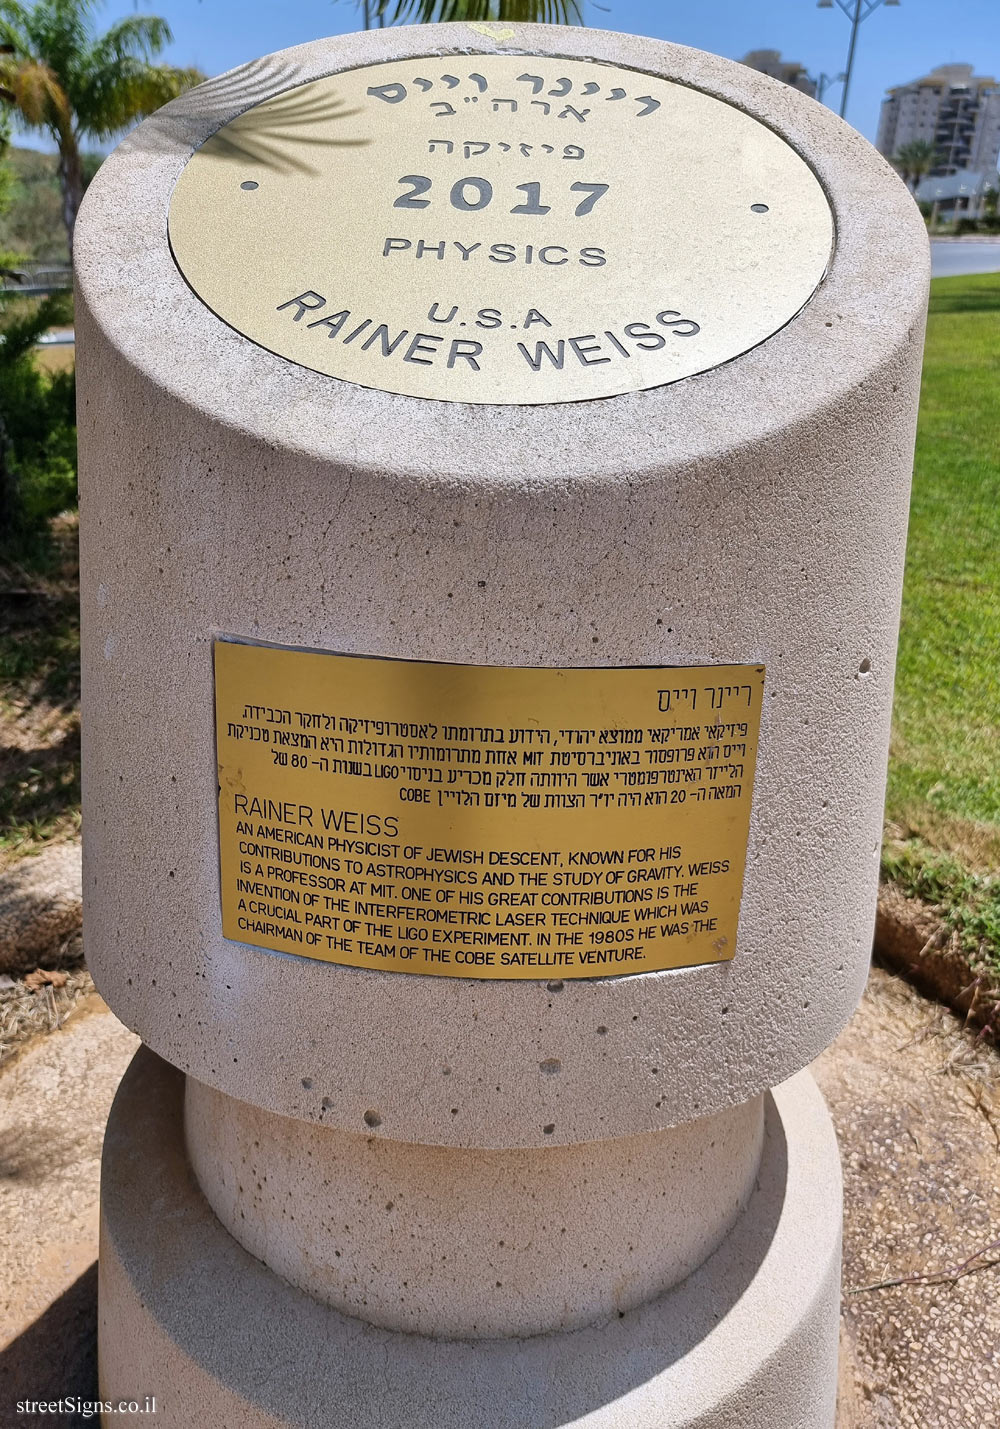 ריינר וייס
ארה"ב
פיזיקה
2017
PHYSICS
U.S.A
RAINER WEISS
ריינר וייס
פיזיקאי אמריקאי ממוצא יהודי, הידוע בתרומתו לאסטרופיזיקה ולחקר הכבידה.
וייס הוא פרופסור באוניברסיטת MIT אחת מתרומותיו הגדולות היא המצאת טכניקת
הלייזר האינטרפומטרי אשר היוותה חלק מכריע בניסוי LIGO בשנות ה- 80 של
המאה ה- 20 הוא היה יו"ר הצוות של מיזם הלויין COBE
RAINER WEISS
AN AMERICAN PHYSICIST OF JEWISH DESCENT, KNOWN FOR HIS
CONTRIBUTIONS TO ASTROPHYSICS AND THE STUDY OF GRAVITY. WEISS
IS A PROFESSOR AT MIT. ONE OF HIS GREAT CONTRIBUTIONS IS THE
INVENTION OF THE INTERFEROMETRIC LASER TECHNIQUE WHICH WAS
A CRUCIAL PART OF THE LIGO EXPERIMENT. IN THE 1980S HE WAS THE
CHAIRMAN OF THE TEAM OF THE COBE SATELLITE VENTURE.
streetSigns.co.il